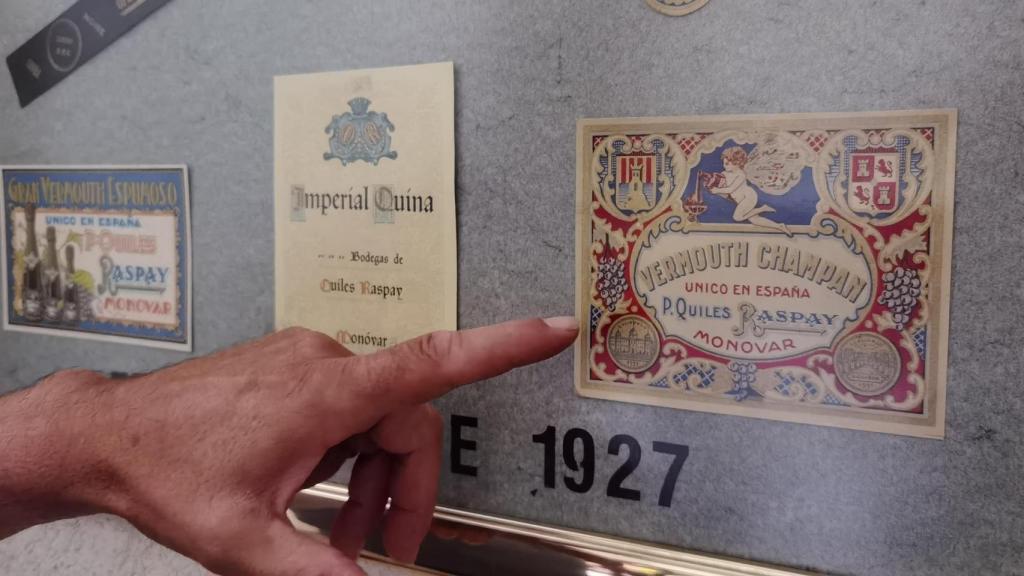 GRAN VERMOUTH ESPUMOSO
UNICO EN ESPAÑA
P. QUILES
RASPAY
MONOVAR
Imperial Quina
Bodegas de
Quiles Raspay
Monóvar
VERMOUTH CHAMPAN
UNICO EN ESPAÑA
P. QUILES RASPAY
MONOVAR
E 1927